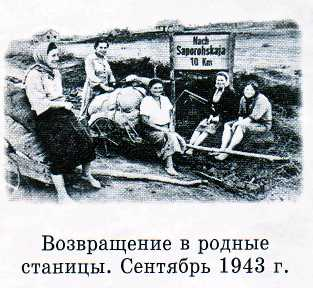 Nach
Saporoshskaja
10 Km
Возвращение в родные
станицы. Сентябрь 1943 г.